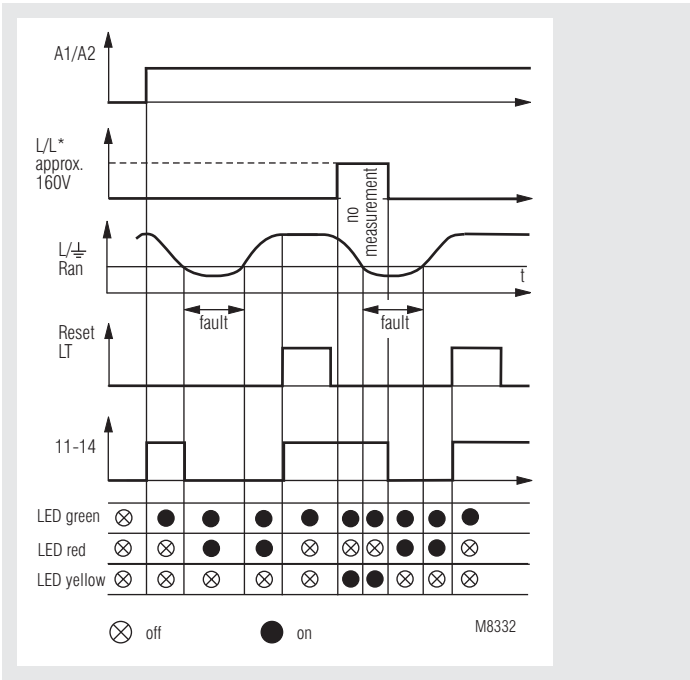 A1/A2
L/L*
approx.
160V
no
measurement
L/⏚
Ran
t
fault
fault
Reset
LT
11-14
LED green
LED red
LED yellow
off
on
M8332